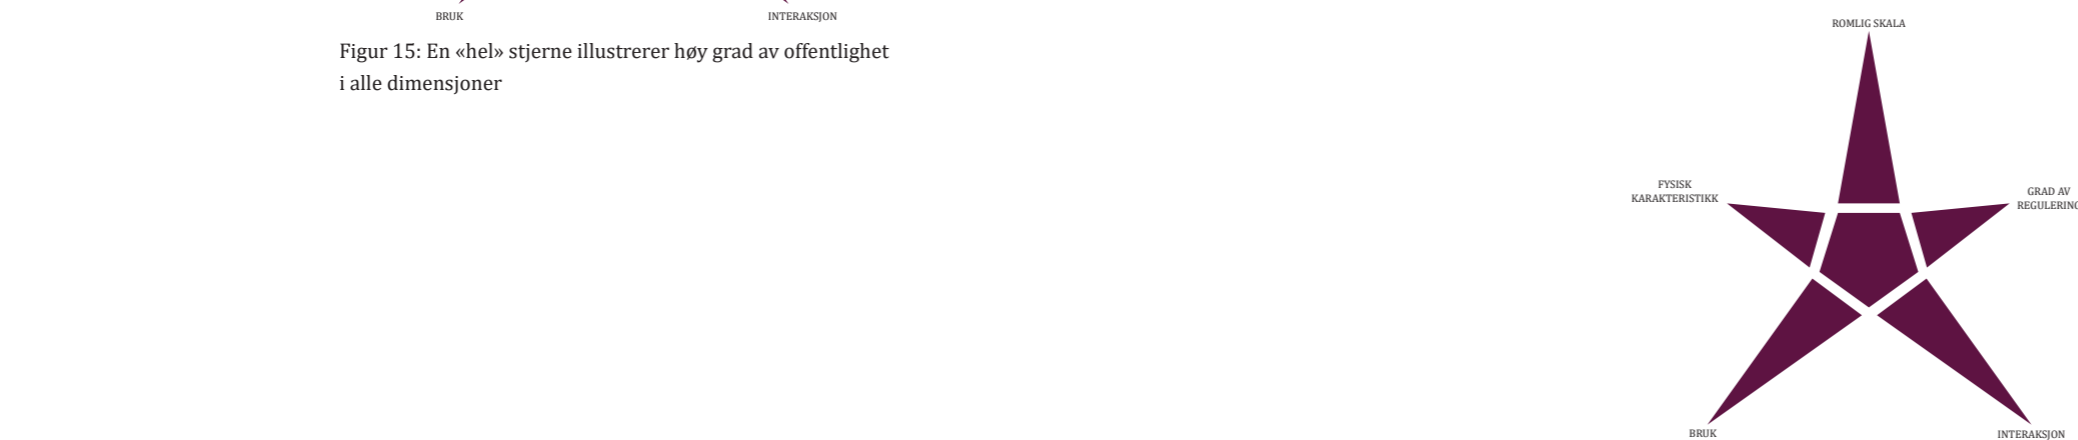 BRUK
INTERAKSJON
Figur 15: En «hel» stjerne illustrerer høy grad av offentlighet
i alle dimensjoner
ROMLIG SKALA
FYSISK
KARAKTERISTIKK
GRAD AV
REGULERING
BRUK
INTERAKSJON